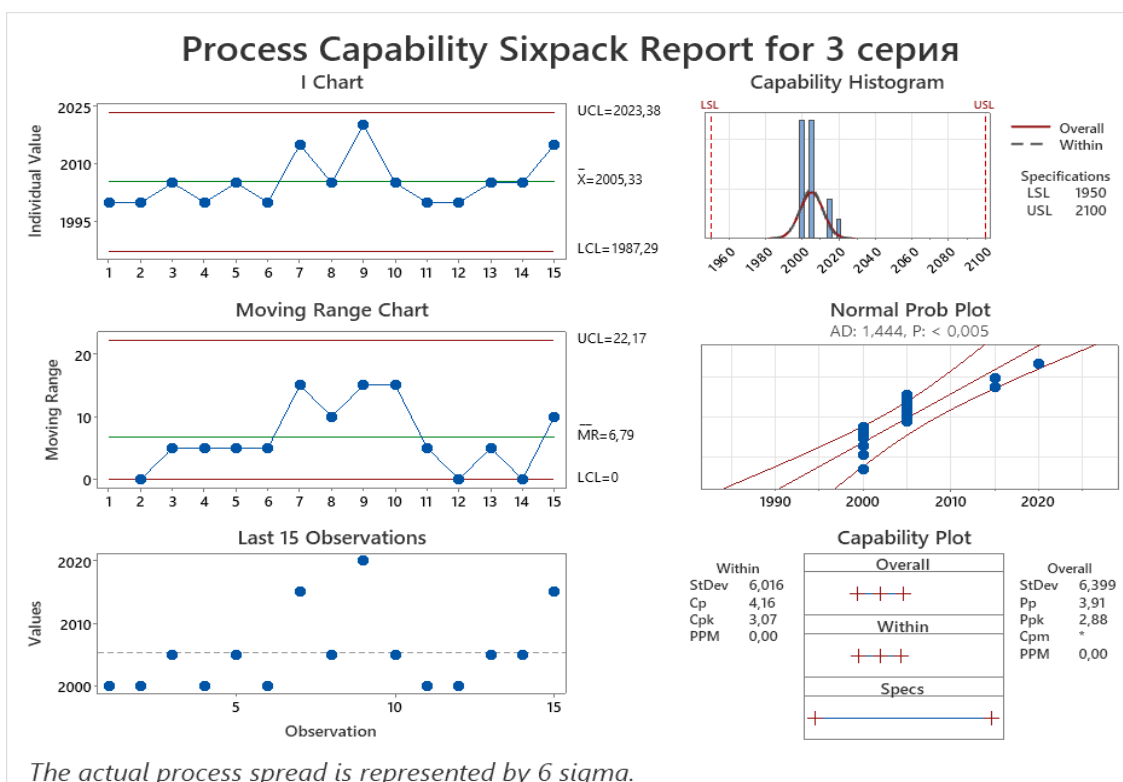 Process Capability Sixpack Report for 3 серия
I Chart
Individual Value
2025
2010
1995
UCL=2023,38
X̄=2005,33
LCL=1987,29
1 2 3 4 5 6 7 8 9 10 11 12 13 14 15
Capability Histogram
LSL USL
1960 1980 2000 2020 2040 2060 2080 2100
Overall
Within
Specifications
LSL 1950
USL 2100
Moving Range Chart
Moving Range
20
10
0
UCL=22,17
M̅R̅=6,79
LCL=0
1 2 3 4 5 6 7 8 9 10 11 12 13 14 15
Normal Prob Plot
AD: 1,444, P: < 0,005
1990 2000 2010 2020
Last 15 Observations
Values
2020
2010
2000
5 10 15
Observation
Capability Plot
Within
StDev 6,016
Cp 4,16
Cpk 3,07
PPM 0,00
Overall
Within
Specs
Overall
StDev 6,399
Pp 3,91
Ppk 2,88
Cpm *
PPM 0,00
The actual process spread is represented by 6 sigma.